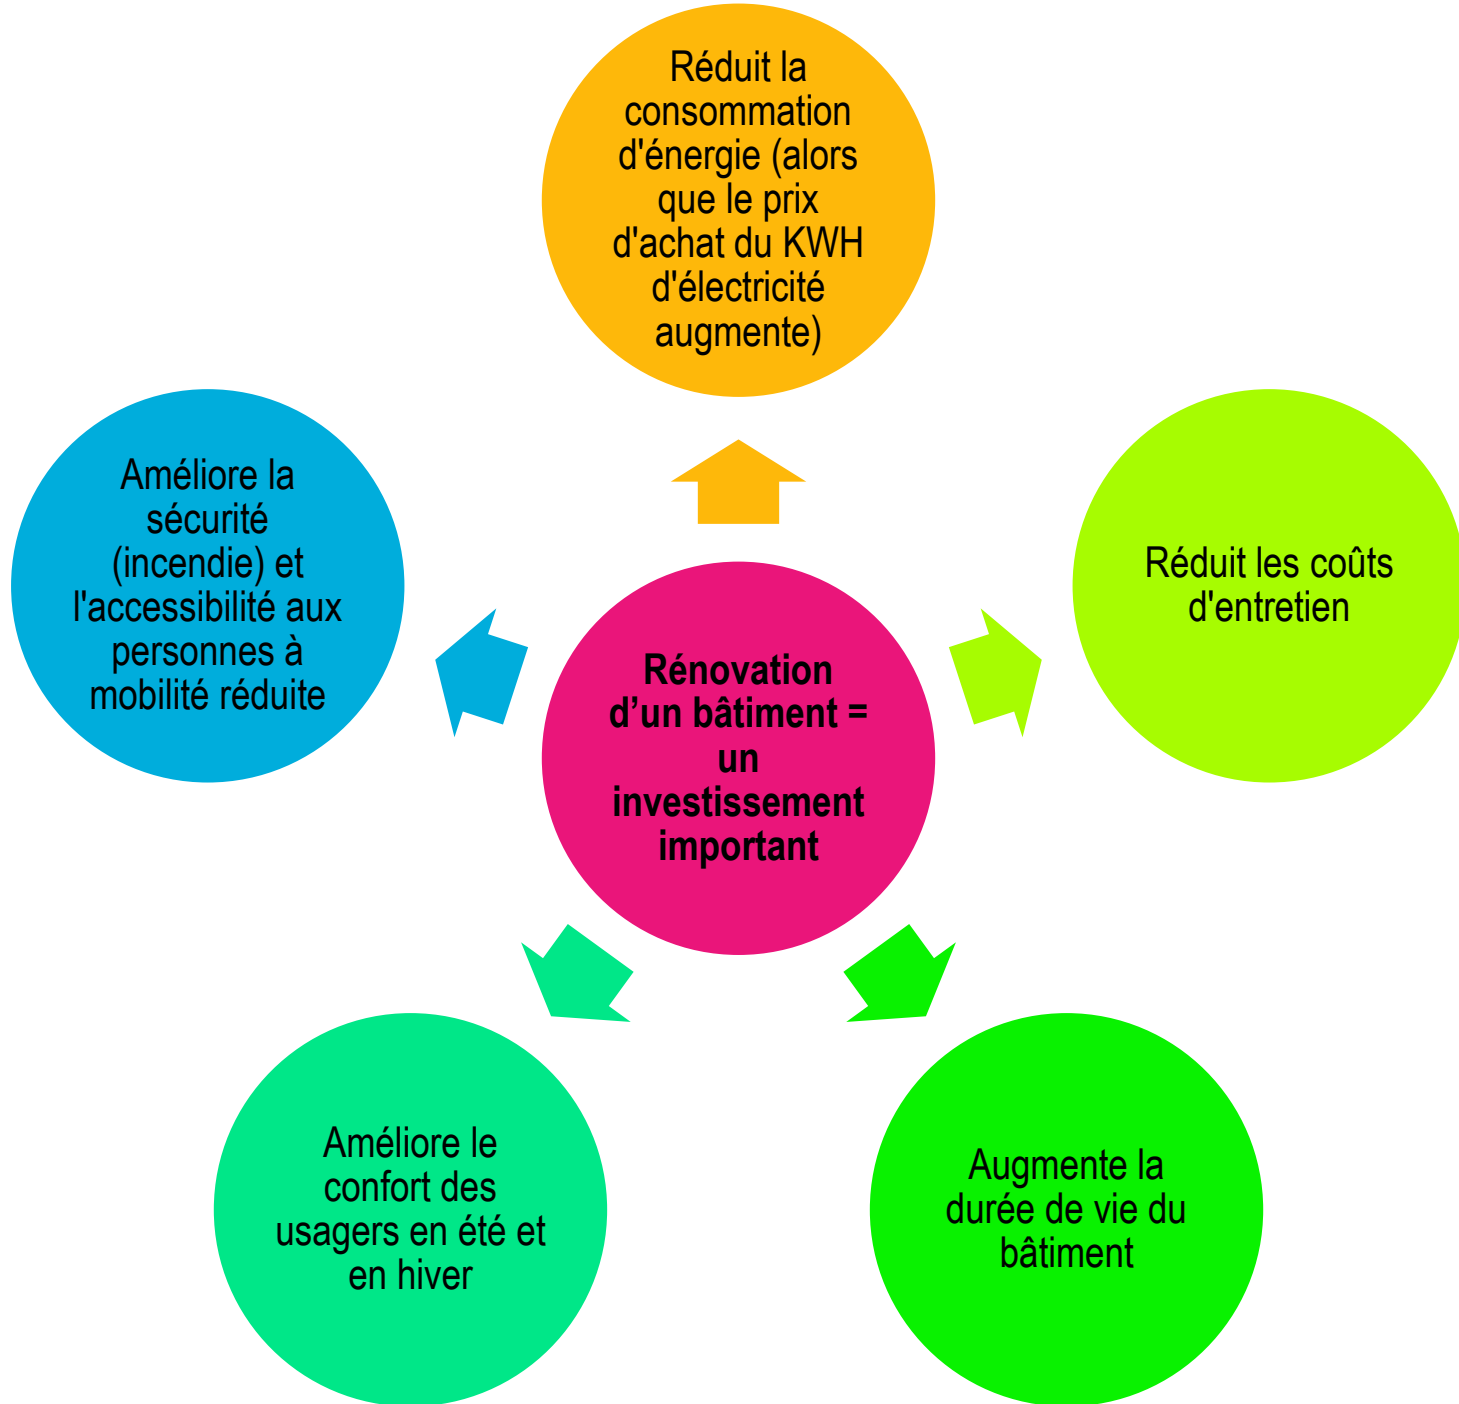 Réduit la
consommation
d'énergie (alors
que le prix
d'achat du KWH
d'électricité
augmente)
Réduit les coûts
d'entretien
Augmente la
durée de vie du
bâtiment
Améliore le
confort des
usagers en été et
en hiver
Améliore la
sécurité
(incendie) et
l'accessibilité aux
personnes à
mobilité réduite
Rénovation
d’un bâtiment =
un
investissement
important